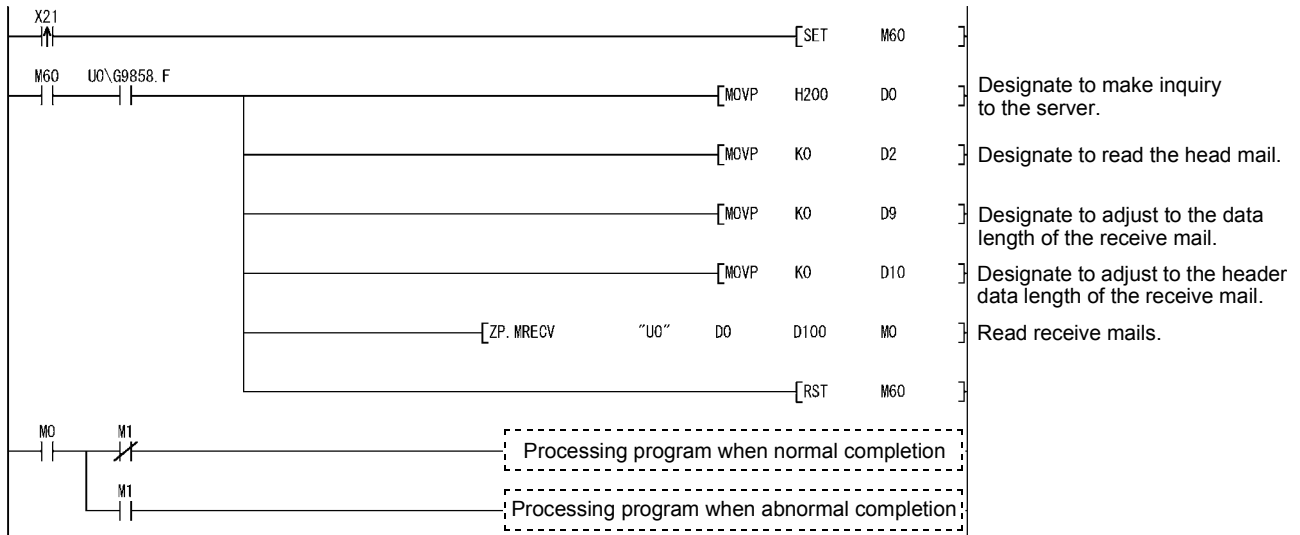 X21
SET M60
M60 U0\G9858.F
MOVP H200 D0
Designate to make inquiry
to the server.
MOVP K0 D2
Designate to read the head mail.
MOVP K0 D9
Designate to adjust to the data
length of the receive mail.
MOVP K0 D10
Designate to adjust to the header
data length of the receive mail.
ZP.MRECV "U0" D0 D100 M0
Read receive mails.
RST M60
M0 M1
Processing program when normal completion
M1
Processing program when abnormal completion